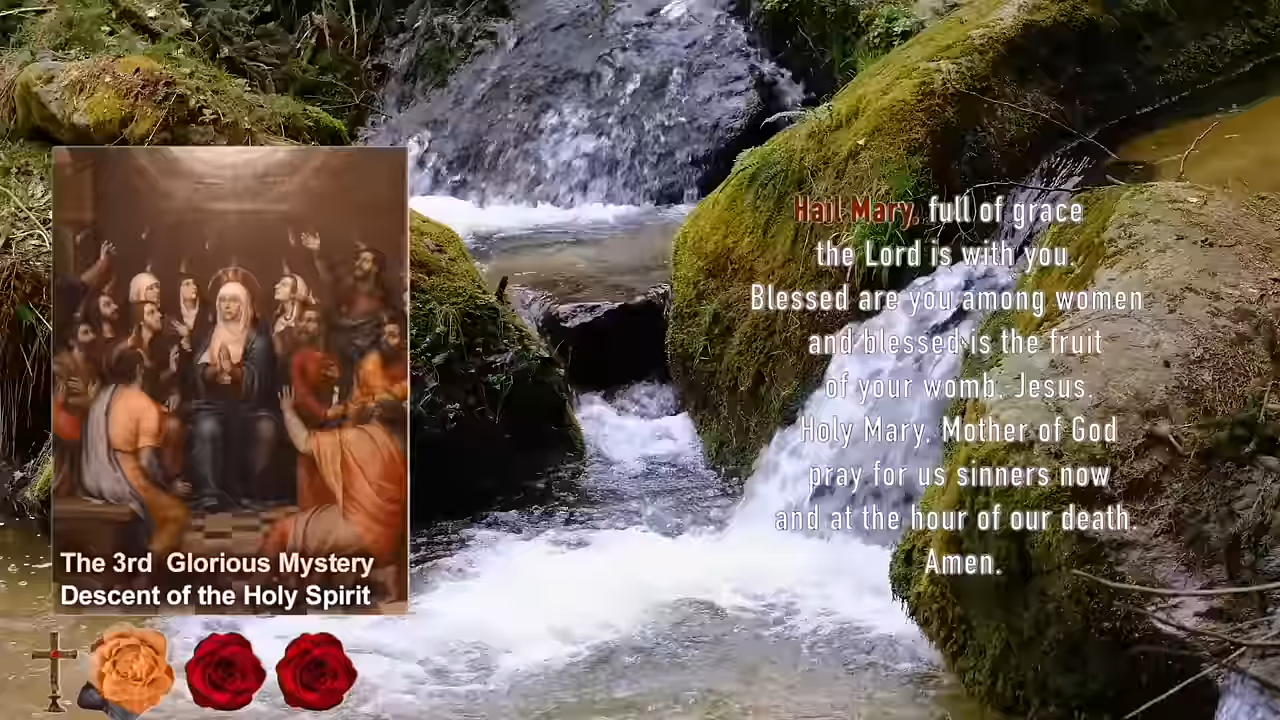 The 3rd  Glorious Mystery
Descent of the Holy Spirit
Hail Mary, full of grace
the Lord is with you.
Blessed are you among women
and blessed is the fruit
of your womb, Jesus.
Holy Mary, Mother of God
pray for us sinners now
and at the hour of our death.
Amen.